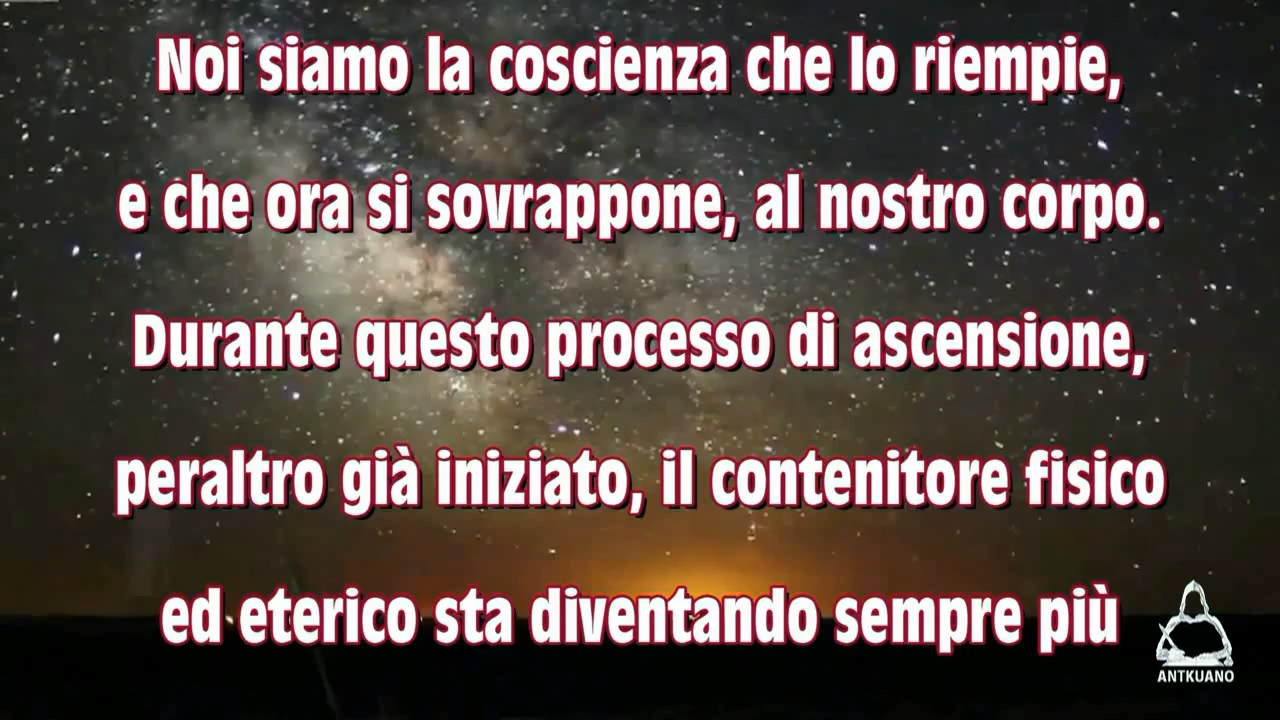 Noi siamo la coscienza che lo riempie,
e che ora si sovrappone, al nostro corpo.
Durante questo processo di ascensione,
peraltro già iniziato, il contenitore fisico
ed eterico sta diventando sempre più
ANTKUANO